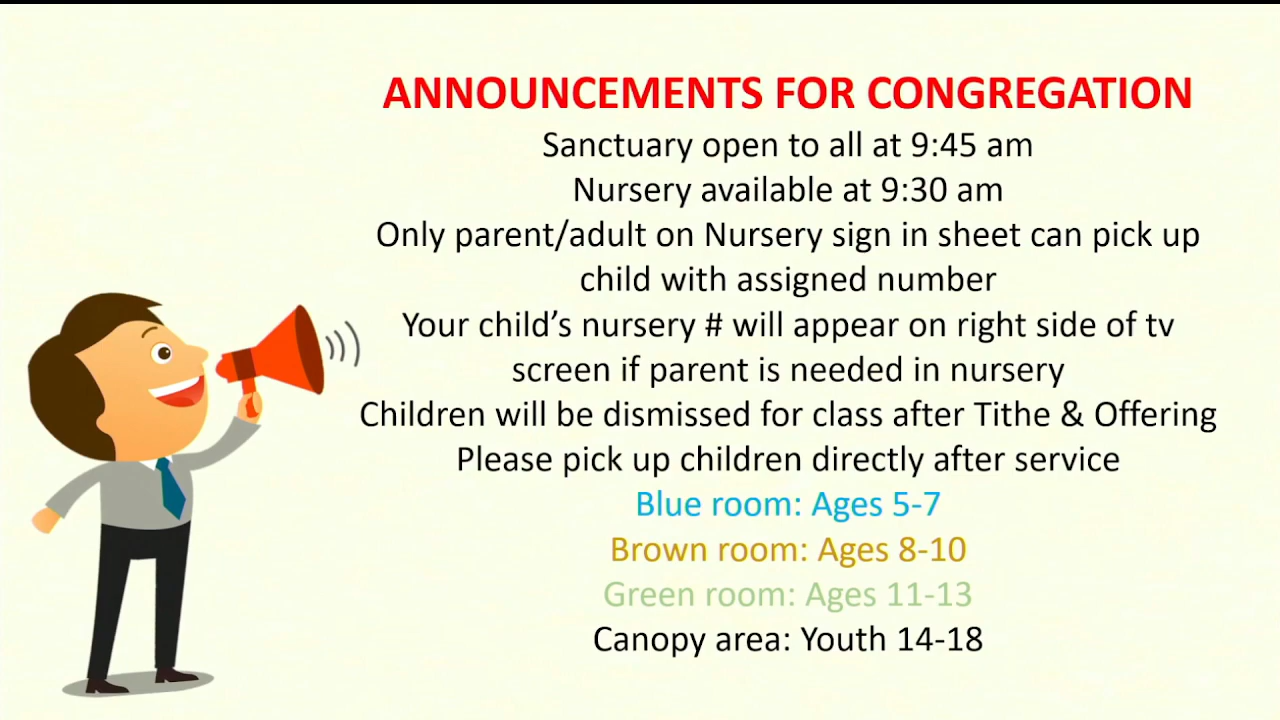 ANNOUNCEMENTS FOR CONGREGATION
Sanctuary open to all at 9:45 am
Nursery available at 9:30 am
Only parent/adult on Nursery sign in sheet can pick up
child with assigned number
Your child’s nursery # will appear on right side of tv
screen if parent is needed in nursery
Children will be dismissed for class after Tithe & Offering
Please pick up children directly after service
Blue room: Ages 5-7
Brown room: Ages 8-10
Green room: Ages 11-13
Canopy area: Youth 14-18